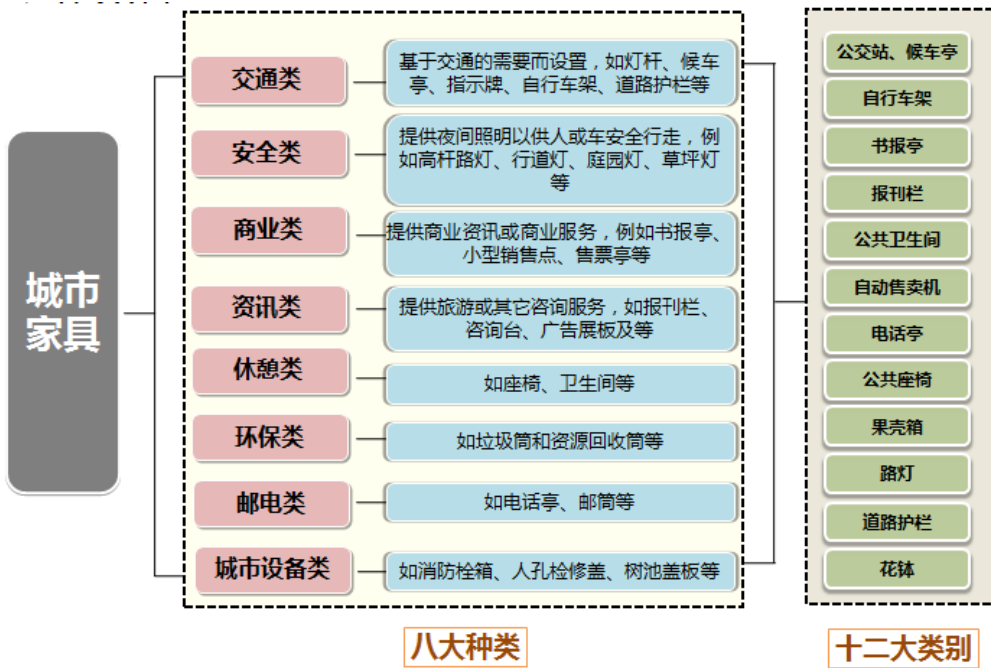 城市
家具
交通类
基于交通的需要而设置，如灯杆、候车
亭、指示牌、自行车架、道路护栏等
安全类
提供夜间照明以供人或车安全行走，例
如高杆路灯、行道灯、庭园灯、草坪灯
等
商业类
提供商业资讯或商业服务，例如书报亭、
小型销售点、售票亭等
资讯类
提供旅游或其它咨询服务，如报刊栏、
咨询台、广告展板及等
休憩类
如座椅、卫生间等
环保类
如垃圾筒和资源回收筒等
邮电类
如电话亭、邮筒等
城市设备类
如消防栓箱、人孔检修盖、树池盖板等
八大种类
公交站、候车亭
自行车架
书报亭
报刊栏
公共卫生间
自动售卖机
电话亭
公共座椅
果壳箱
路灯
道路护栏
花钵
十二大类别